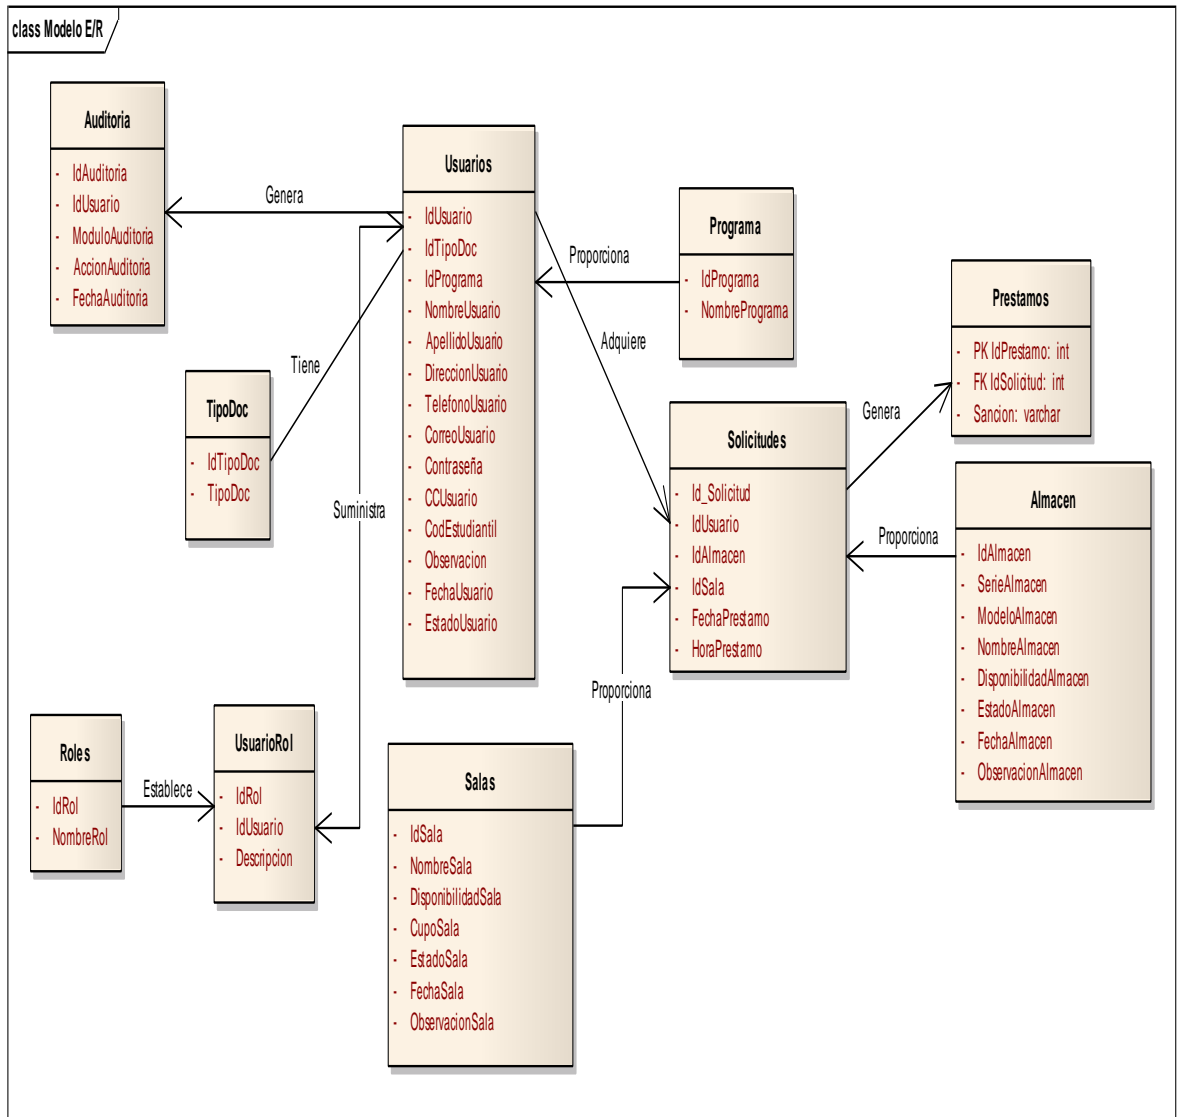 class Modelo E/R
Auditoria
- IdAuditoria
- IdUsuario
- ModuloAuditoria
- AccionAuditoria
- FechaAuditoria
Genera
Usuarios
- IdUsuario
- IdTipoDoc
- IdPrograma
- NombreUsuario
- ApellidoUsuario
- DireccionUsuario
- TelefonoUsuario
- CorreoUsuario
- Contraseña
- CCUsuario
- CodEstudiantil
- Observacion
- FechaUsuario
- EstadoUsuario
Proporciona
Programa
- IdPrograma
- NombrePrograma
Adquiere
Prestamos
- PK IdPrestamo: int
- FK IdSolicitud: int
- Sancion: varchar
Tiene
TipoDoc
- IdTipoDoc
- TipoDoc
Suministra
Solicitudes
- Id_Solicitud
- IdUsuario
- IdAlmacen
- IdSala
- FechaPrestamo
- HoraPrestamo
Genera
Proporciona
Almacen
- IdAlmacen
- SerieAlmacen
- ModeloAlmacen
- NombreAlmacen
- DisponibilidadAlmacen
- EstadoAlmacen
- FechaAlmacen
- ObservacionAlmacen
Proporciona
Roles
- IdRol
- NombreRol
Establece
UsuarioRol
- IdRol
- IdUsuario
- Descripcion
Salas
- IdSala
- NombreSala
- DisponibilidadSala
- CupoSala
- EstadoSala
- FechaSala
- ObservacionSala